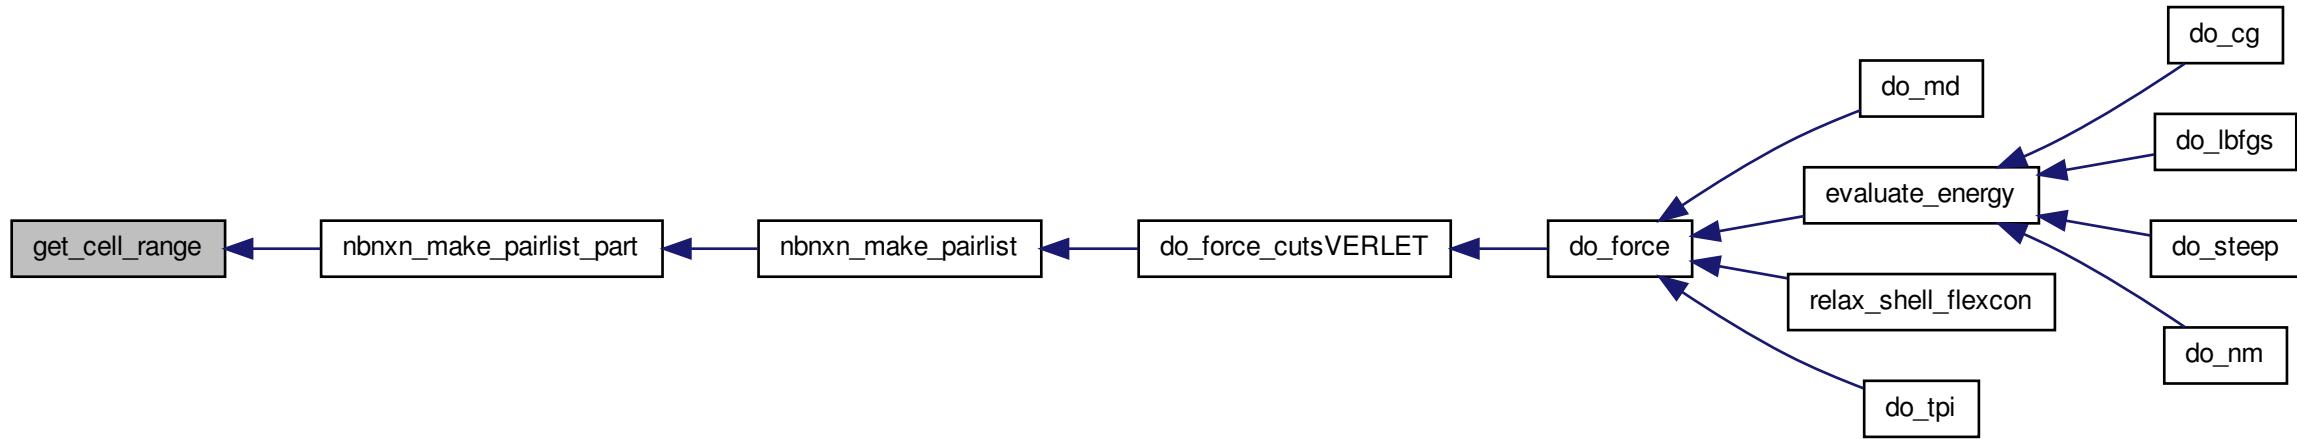 get_cell_range
nbnxn_make_pairlist_part
nbnxn_make_pairlist
do_force_cutsVERLET
do_force
do_md
evaluate_energy
relax_shell_flexcon
do_tpi
do_cg
do_lbfgs
do_steep
do_nm